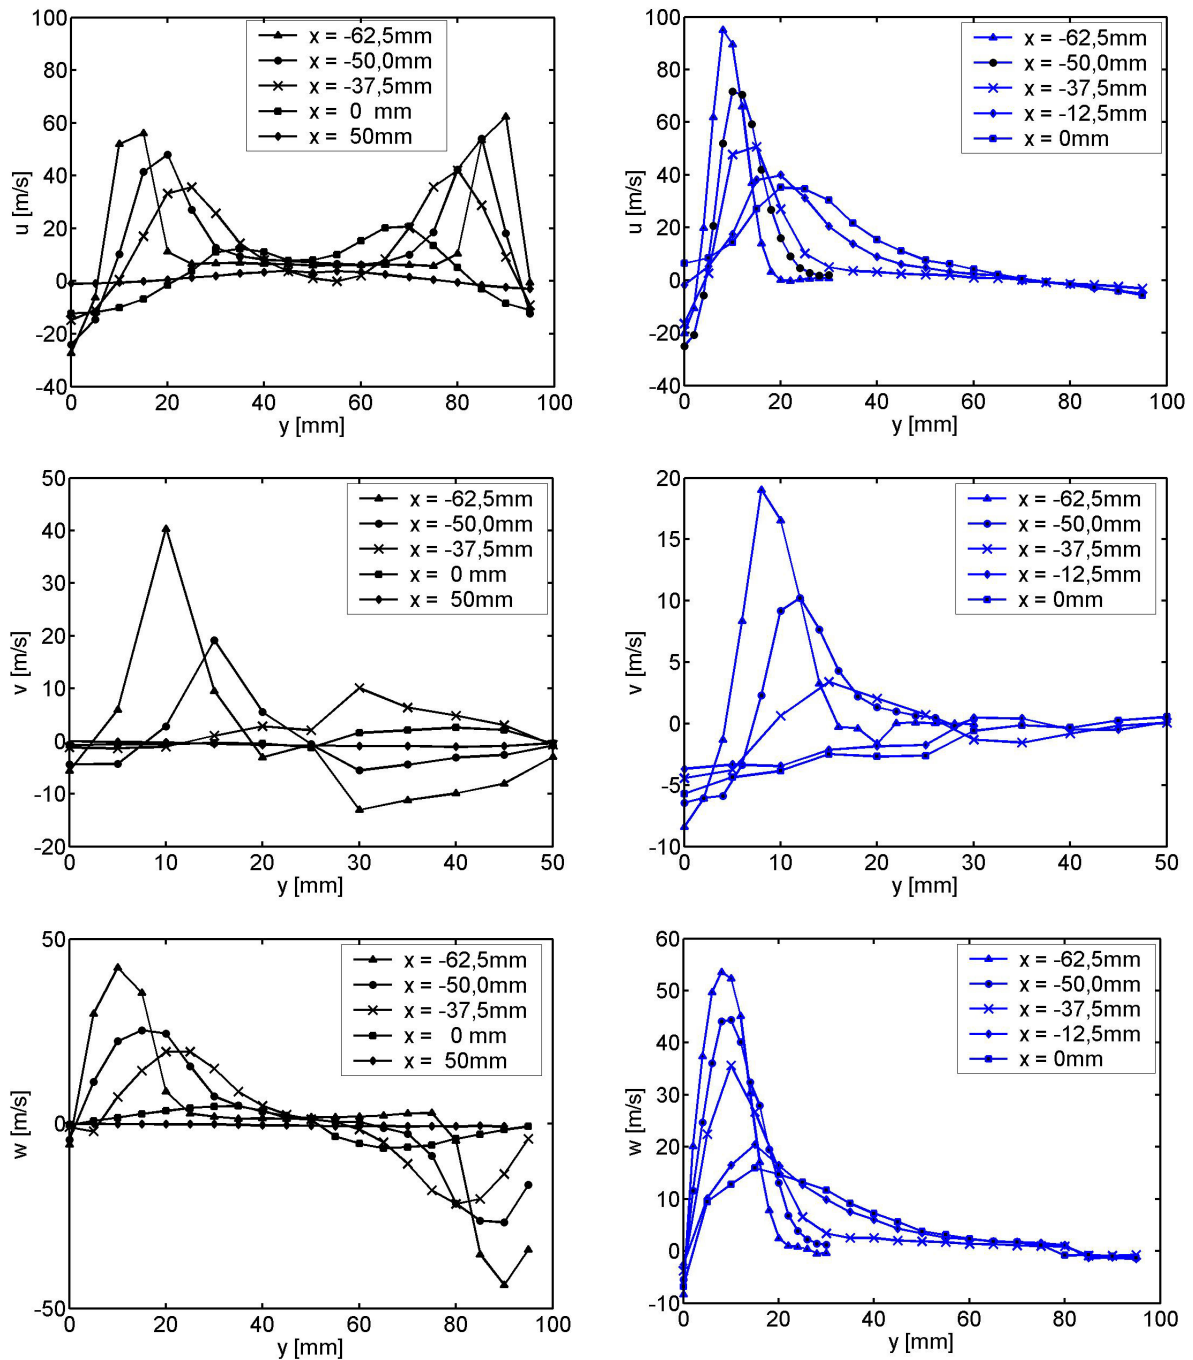 100
80
60
40
20
0
-20
-40
0 20 40 60 80 100
u [m/s]
y [mm]
x = -62,5mm
x = -50,0mm
x = -37,5mm
x = 0 mm
x = 50mm
100
80
60
40
20
0
-20
-40
0 20 40 60 80 100
u [m/s]
y [mm]
x = -62,5mm
x = -50,0mm
x = -37,5mm
x = -12,5mm
x = 0mm
50
40
30
20
10
0
-10
-20
0 10 20 30 40 50
v [m/s]
y [mm]
x = -62,5mm
x = -50,0mm
x = -37,5mm
x = 0 mm
x = 50mm
20
15
10
5
0
-5
-10
0 10 20 30 40 50
v [m/s]
y [mm]
x = -62,5mm
x = -50,0mm
x = -37,5mm
x = -12,5mm
x = 0mm
50
0
-50
0 20 40 60 80 100
w [m/s]
y [mm]
x = -62,5mm
x = -50,0mm
x = -37,5mm
x = 0 mm
x = 50mm
60
50
40
30
20
10
0
-10
0 20 40 60 80 100
w [m/s]
y [mm]
x = -62,5mm
x = -50,0mm
x = -37,5mm
x = -12,5mm
x = 0mm